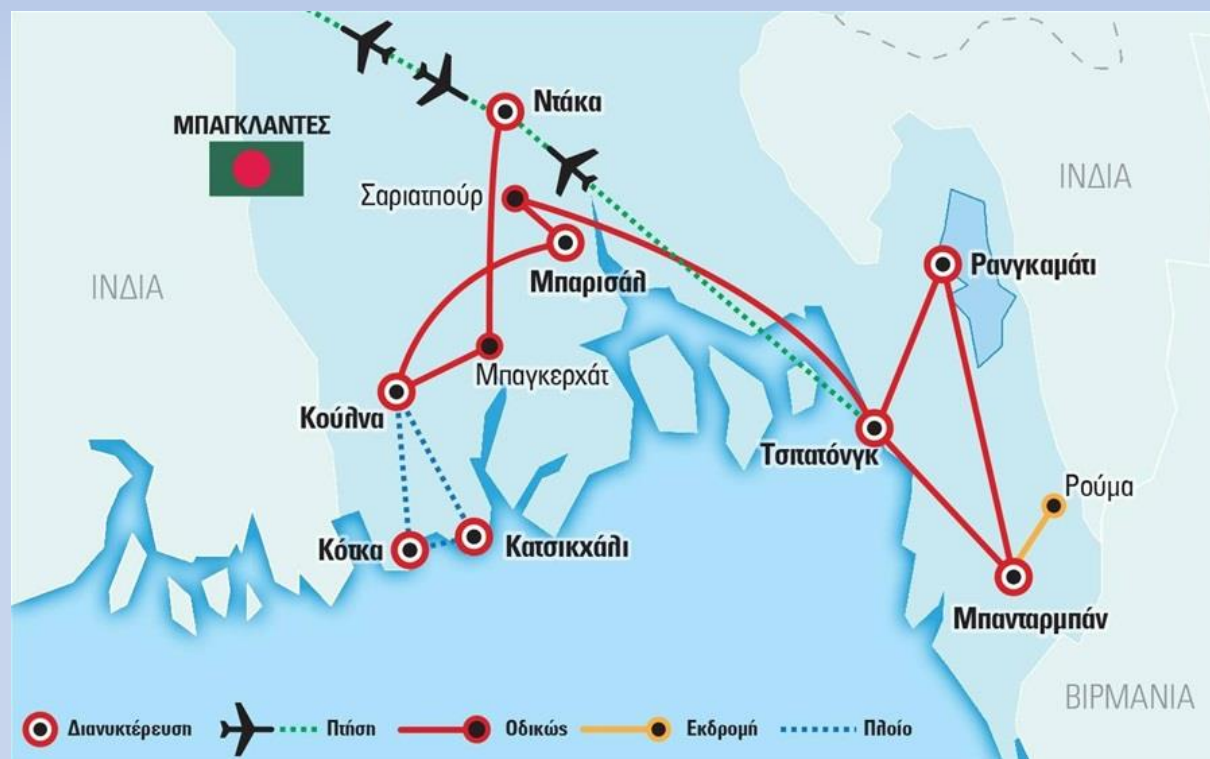 Ντάκα
ΜΠΑΓΚΛΑΝΤΕΣ
ΙΝΔΙΑ
Σαριατπούρ
Μπαρισάλ
Ρανγκαμάτι
ΙΝΔΙΑ
Μπαγκερχάτ
Κούλνα
Τσιτατόνγκ
Ρούμα
Κότκα
Κατσικχάλι
Μπανταρμπάν
ΒΙΡΜΑΝΙΑ
Διανυκτέρευση Πτήση Οδικώς Εκδρομή Πλοίο